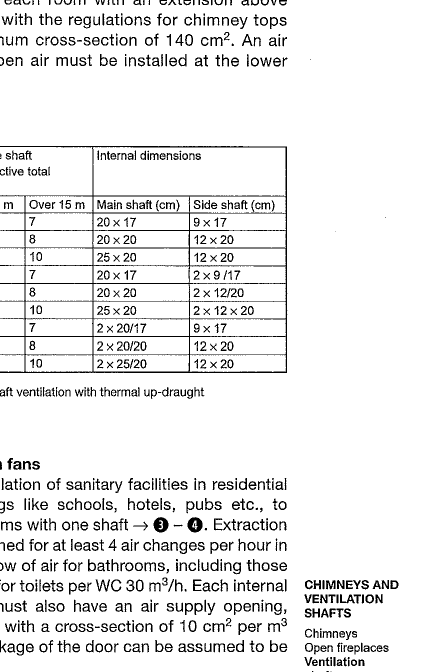 each room with an extension above
with the regulations for chimney tops
num cross-section of 140 cm². An air
pen air must be installed at the lower
e shaft Internal dimensions
ctive total
m Over 15 m Main shaft (cm) Side shaft (cm)
7 20 × 17 9 × 17
8 20 × 20 12 × 20
10 25 × 20 12 × 20
7 20 × 17 2 × 9 /17
8 20 × 20 2 × 12/20
10 25 × 20 2 × 12 × 20
7 2 × 20/17 9 × 17
8 2 × 20/20 12 × 20
10 2 × 25/20 12 × 20
aft ventilation with thermal up-draught
n fans
lation of sanitary facilities in residential
gs like schools, hotels, pubs etc., to
ms with one shaft → 3 – 4. Extraction
ned for at least 4 air changes per hour in
ow of air for bathrooms, including those
for toilets per WC 30 m³/h. Each internal
must also have an air supply opening,
with a cross-section of 10 cm² per m³
kage of the door can be assumed to be
CHIMNEYS AND
VENTILATION
SHAFTS
Chimneys
Open fireplaces
Ventilation